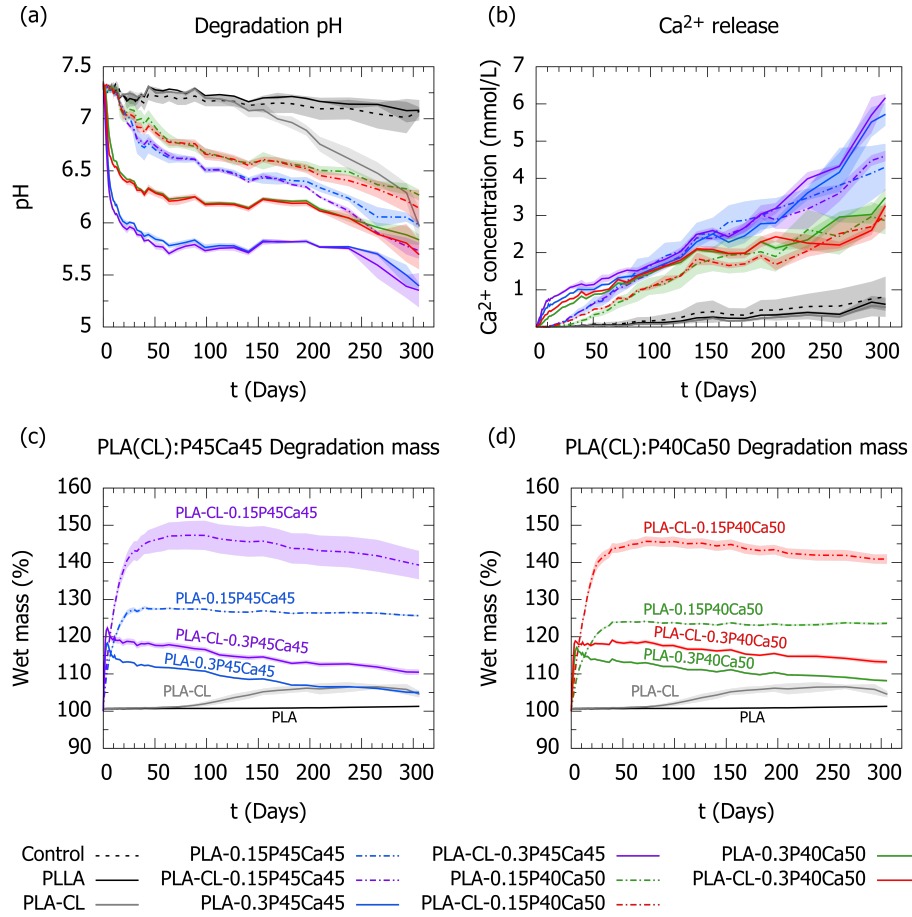 (a)
Degradation pH
7.5
7
6.5
6
5.5
5
pH
0 50 100 150 200 250 300
t (Days)
(b)
Ca²⁺ release
7
6
5
4
3
2
1
Ca²⁺ concentration (mmol/L)
0 50 100 150 200 250 300
t (Days)
(c)
PLA(CL):P45Ca45 Degradation mass
160
150
140
130
120
110
100
90
Wet mass (%)
PLA-CL-0.15P45Ca45
PLA-0.15P45Ca45
PLA-CL-0.3P45Ca45
PLA-0.3P45Ca45
PLA-CL
PLA
0 50 100 150 200 250 300
t (Days)
(d)
PLA(CL):P40Ca50 Degradation mass
160
150
140
130
120
110
100
90
Wet mass (%)
PLA-CL-0.15P40Ca50
PLA-0.15P40Ca50
PLA-CL-0.3P40Ca50
PLA-0.3P40Ca50
PLA-CL
PLA
0 50 100 150 200 250 300
t (Days)
Control PLA-0.15P45Ca45 PLA-CL-0.3P45Ca45 PLA-0.3P40Ca50
PLLA PLA-CL-0.15P45Ca45 PLA-0.15P40Ca50 PLA-CL-0.3P40Ca50
PLA-CL PLA-0.3P45Ca45 PLA-CL-0.15P40Ca50